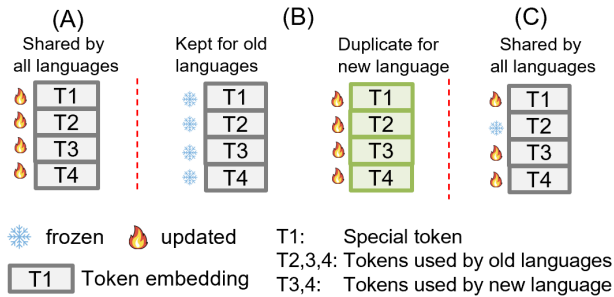 (A)
Shared by
all languages
T1
T2
T3
T4
(B)
Kept for old
languages
T1
T2
T3
T4
Duplicate for
new language
T1
T2
T3
T4
(C)
Shared by
all languages
T1
T2
T3
T4
frozen
updated
T1 Token embedding
T1: Special token
T2,3,4: Tokens used by old languages
T3,4: Tokens used by new language